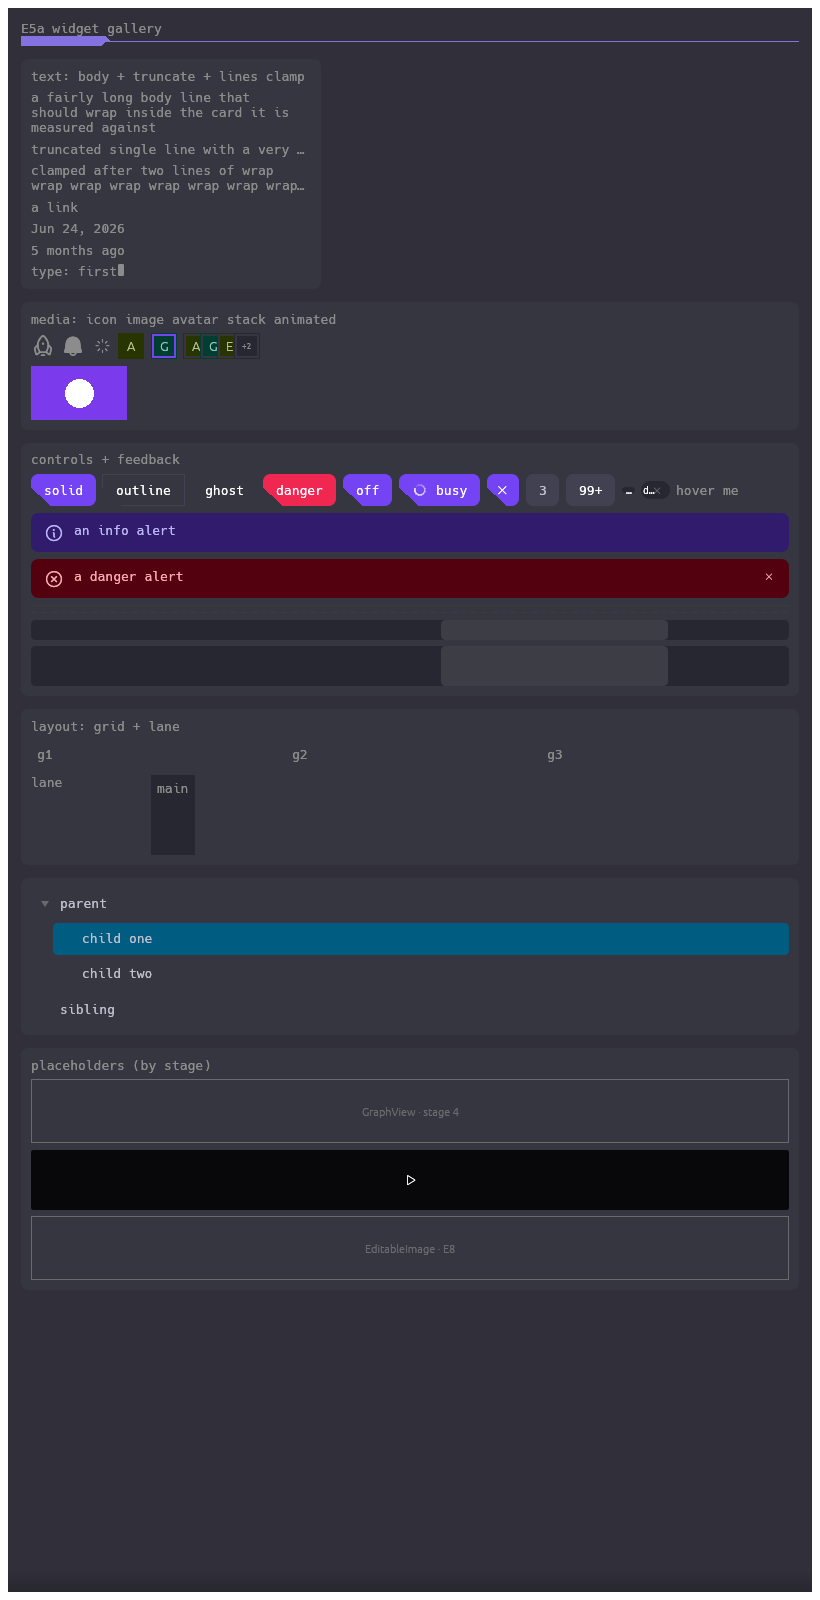 E5a widget gallery
text: body + truncate + lines clamp
a fairly long body line that
should wrap inside the card it is
measured against
truncated single line with a very …
clamped after two lines of wrap
wrap wrap wrap wrap wrap wrap wrap…
a link
Jun 24, 2026
5 months ago
type: first
media: icon image avatar stack animated
A G A G E +2
controls + feedback
solid outline ghost danger off busy × 3 99+ … d… × hover me
an info alert
a danger alert ×
layout: grid + lane
g1 g2 g3
lane main
parent
child one
child two
sibling
placeholders (by stage)
GraphView · stage 4
EditableImage · E8